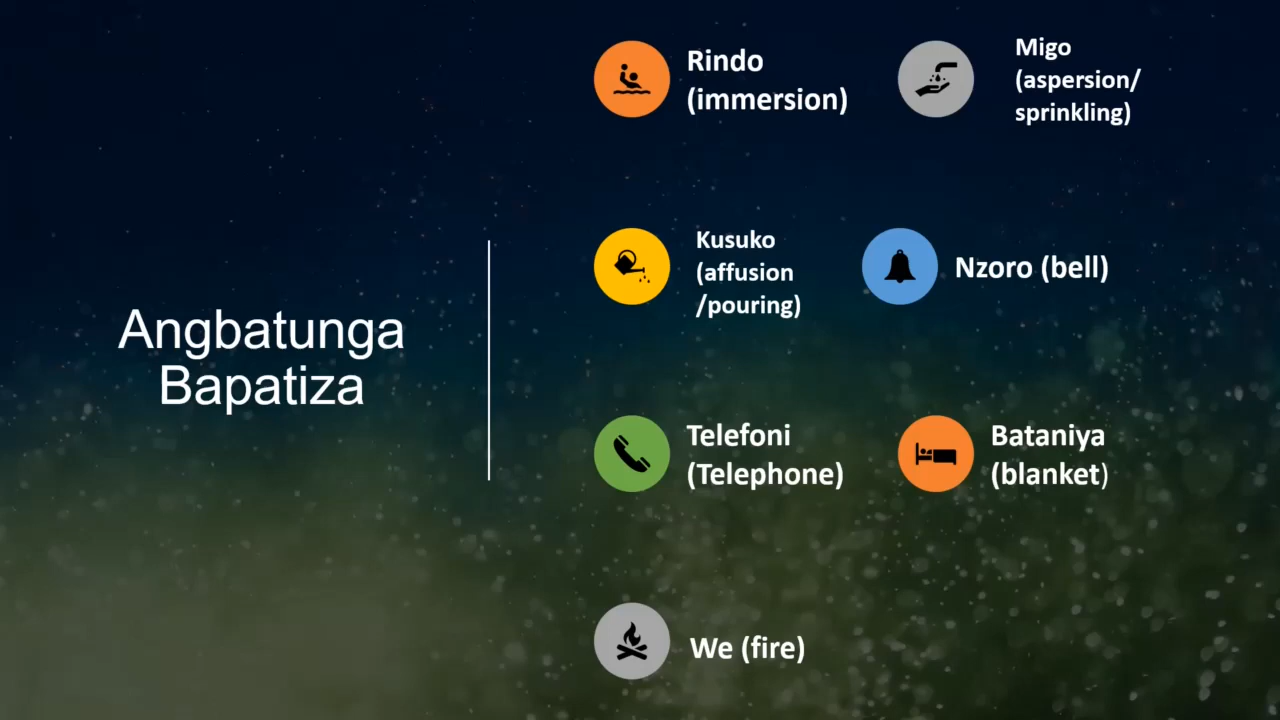 Angbatunga
Bapatiza
Rindo
(immersion)
Migo
(aspersion/
sprinkling)
Kusuko
(affusion
/pouring)
Nzoro (bell)
Telefoni
(Telephone)
Bataniya
(blanket)
We (fire)